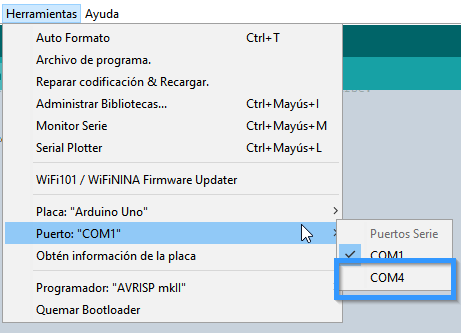 Herramientas Ayuda
Auto Formato Ctrl+T
Archivo de programa.
Reparar codificación & Recargar.
Administrar Bibliotecas... Ctrl+Mayús+I
Monitor Serie Ctrl+Mayús+M
Serial Plotter Ctrl+Mayús+L
WiFi101 / WiFiNINA Firmware Updater
Placa: "Arduino Uno"
Puerto: "COM1"
Puertos Serie
Obtén información de la placa
COM1
COM4
Programador: "AVRISP mkII"
Quemar Bootloader